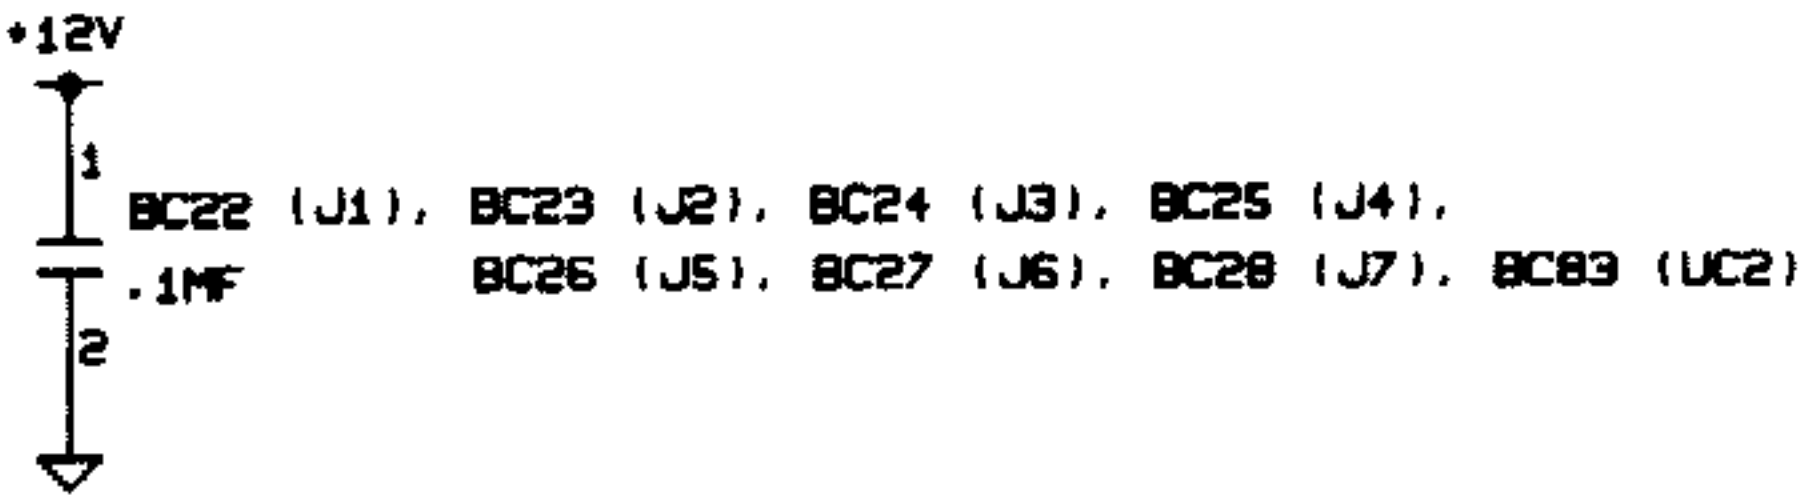 +12V
1
BC22 (J1), BC23 (J2), BC24 (J3), BC25 (J4),
.1MF BC26 (J5), BC27 (J6), BC28 (J7), BC83 (UC2)
2